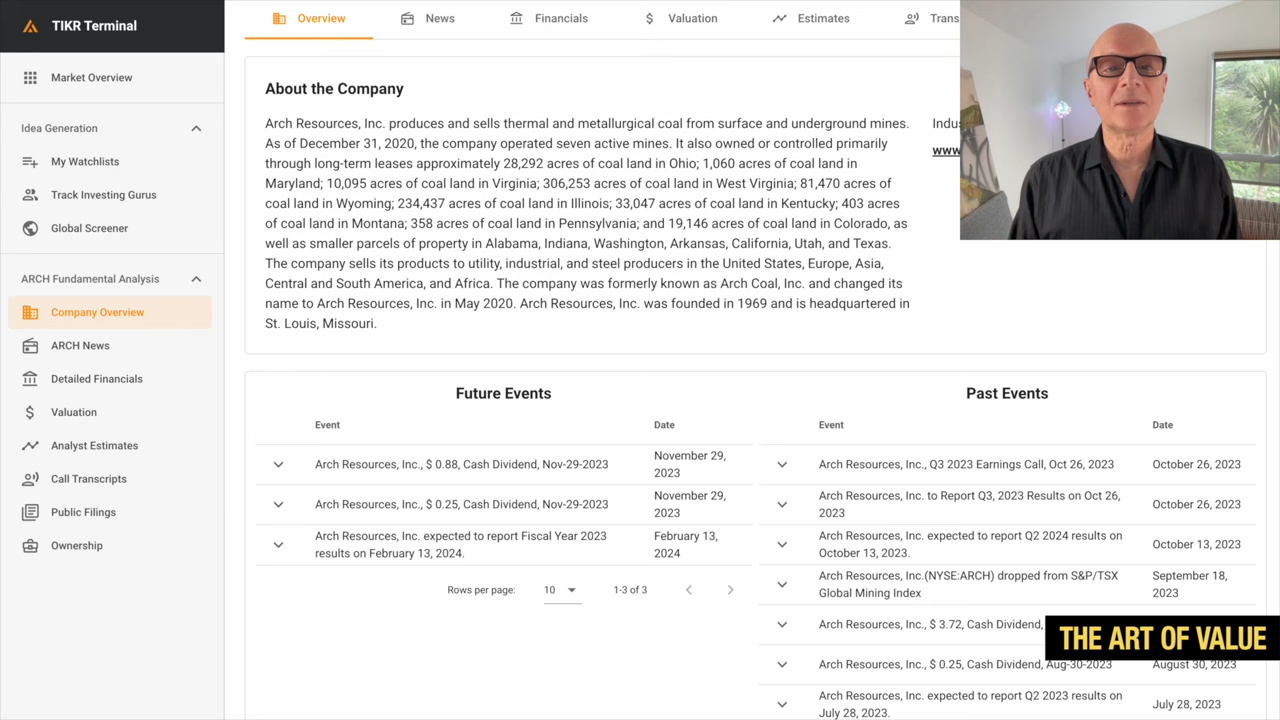 TIKR Terminal
Market Overview
Idea Generation
My Watchlists
Track Investing Gurus
Global Screener
ARCH Fundamental Analysis
Company Overview
ARCH News
Detailed Financials
Valuation
Analyst Estimates
Call Transcripts
Public Filings
Ownership
Overview
News
Financials
$ Valuation
Estimates
Trans
About the Company
Arch Resources, Inc. produces and sells thermal and metallurgical coal from surface and underground mines.
As of December 31, 2020, the company operated seven active mines. It also owned or controlled primarily
through long-term leases approximately 28,292 acres of coal land in Ohio; 1,060 acres of coal land in
Maryland; 10,095 acres of coal land in Virginia; 306,253 acres of coal land in West Virginia; 81,470 acres of
coal land in Wyoming; 234,437 acres of coal land in Illinois; 33,047 acres of coal land in Kentucky; 403 acres
of coal land in Montana; 358 acres of coal land in Pennsylvania; and 19,146 acres of coal land in Colorado, as
well as smaller parcels of property in Alabama, Indiana, Washington, Arkansas, California, Utah, and Texas.
The company sells its products to utility, industrial, and steel producers in the United States, Europe, Asia,
Central and South America, and Africa. The company was formerly known as Arch Coal, Inc. and changed its
name to Arch Resources, Inc. in May 2020. Arch Resources, Inc. was founded in 1969 and is headquartered in
St. Louis, Missouri.
Indus
www
Future Events
Event Date
Arch Resources, Inc., $ 0.88, Cash Dividend, Nov-29-2023 November 29,
2023
Arch Resources, Inc., $ 0.25, Cash Dividend, Nov-29-2023 November 29,
2023
Arch Resources, Inc. expected to report Fiscal Year 2023 February 13,
results on February 13, 2024. 2024
Rows per page: 10 1-3 of 3
Past Events
Event Date
Arch Resources, Inc., Q3 2023 Earnings Call, Oct 26, 2023 October 26, 2023
Arch Resources, Inc. to Report Q3, 2023 Results on Oct 26, October 26, 2023
2023
Arch Resources, Inc. expected to report Q2 2024 results on October 13, 2023
October 13, 2023.
Arch Resources, Inc.(NYSE:ARCH) dropped from S&P/TSX September 18,
Global Mining Index 2023
Arch Resources, Inc., $ 3.72, Cash Dividend,
Arch Resources, Inc., $ 0.25, Cash Dividend, Aug-30-2023 August 30, 2023
Arch Resources, Inc. expected to report Q2 2023 results on July 28, 2023
July 28, 2023.
THE ART OF VALUE